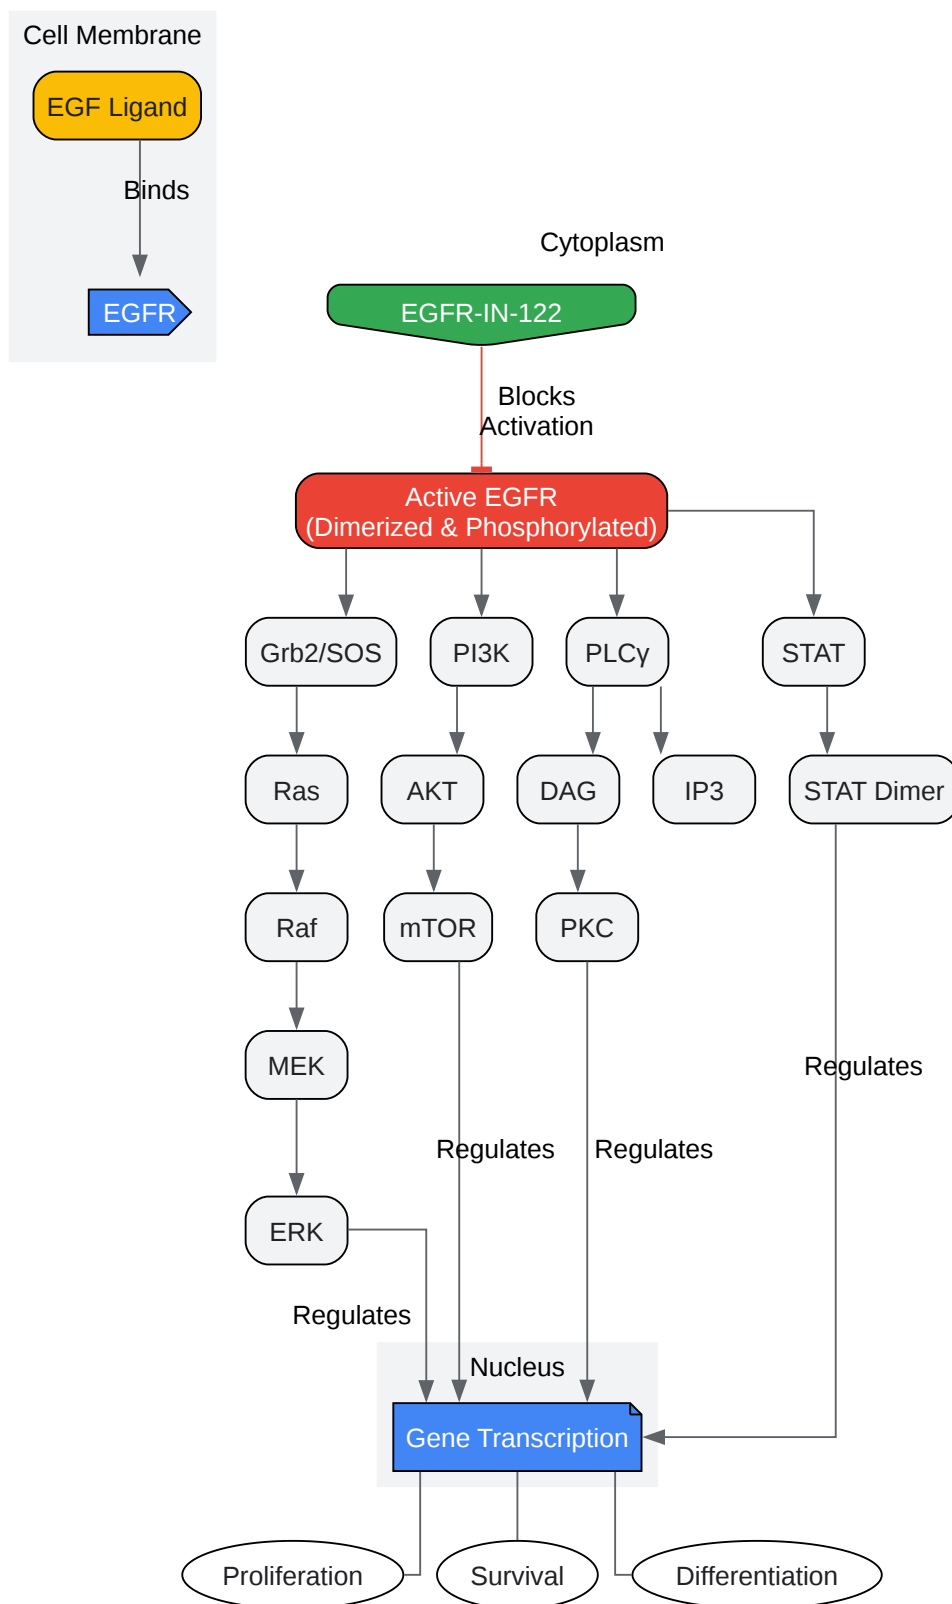 Cell Membrane
EGF Ligand
Binds
EGFR
Cytoplasm
EGFR-IN-122
Blocks
Activation
Active EGFR
(Dimerized & Phosphorylated)
Grb2/SOS
PI3K
PLCγ
STAT
Ras
AKT
DAG
IP3
STAT Dimer
Raf
mTOR
PKC
MEK
Regulates
Regulates
Regulates
ERK
Regulates
Nucleus
Gene Transcription
Proliferation
Survival
Differentiation